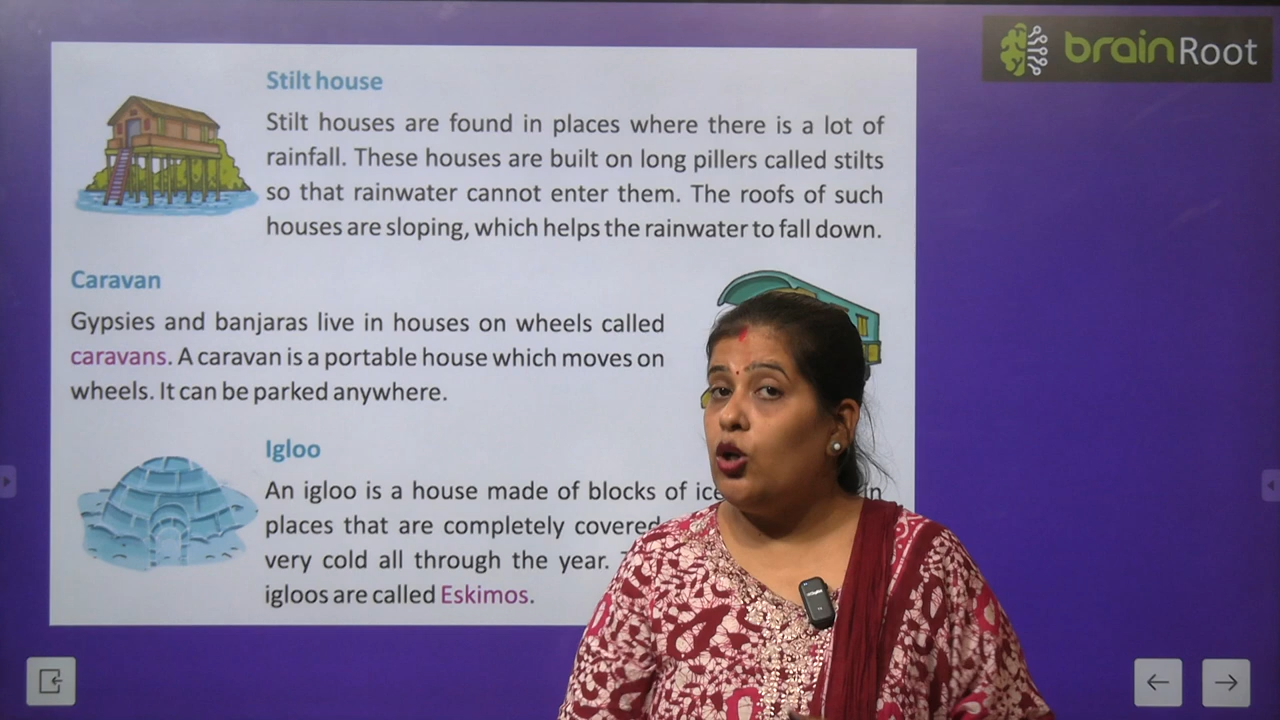 brainRoot
Stilt house
Stilt houses are found in places where there is a lot of
rainfall. These houses are built on long pillers called stilts
so that rainwater cannot enter them. The roofs of such
houses are sloping, which helps the rainwater to fall down.
Caravan
Gypsies and banjaras live in houses on wheels called
caravans. A caravan is a portable house which moves on
wheels. It can be parked anywhere.
Igloo
An igloo is a house made of blocks of ice in
places that are completely covered
very cold all through the year.
igloos are called Eskimos.